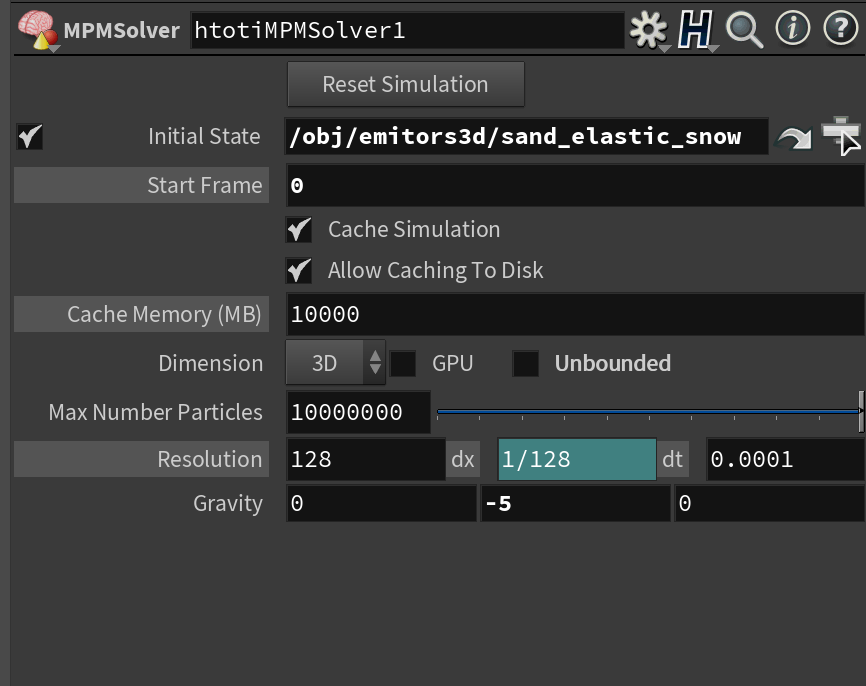 MPMSolver htotiMPMSolver1
Reset Simulation
Initial State /obj/emitors3d/sand_elastic_snow
Start Frame 0
Cache Simulation
Allow Caching To Disk
Cache Memory (MB) 10000
Dimension 3D GPU Unbounded
Max Number Particles 10000000
Resolution 128 dx 1/128 dt 0.0001
Gravity 0 -5 0